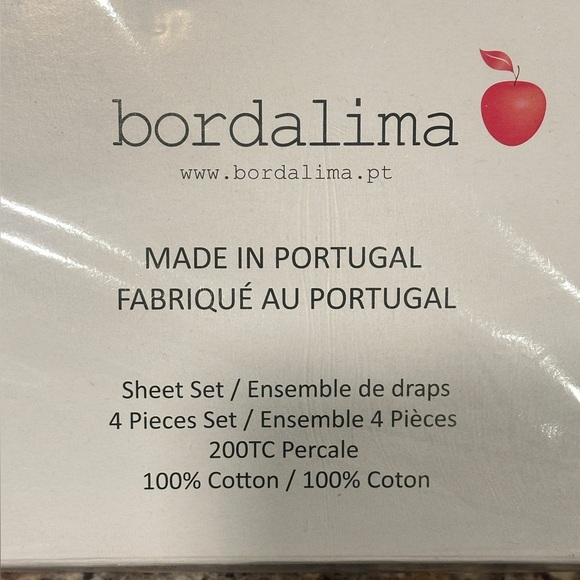 bordalima
www.bordalima.pt
MADE IN PORTUGAL
FABRIQUÉ AU PORTUGAL
Sheet Set / Ensemble de draps
4 Pieces Set / Ensemble 4 Pièces
200TC Percale
100% Cotton / 100% Coton